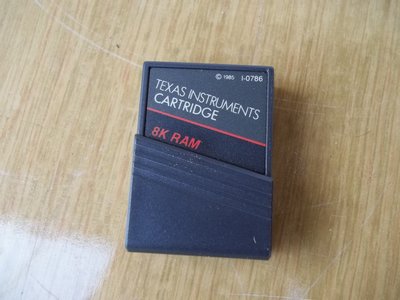 © 1985 I-0786
TEXAS INSTRUMENTS
CARTRIDGE
8K RAM